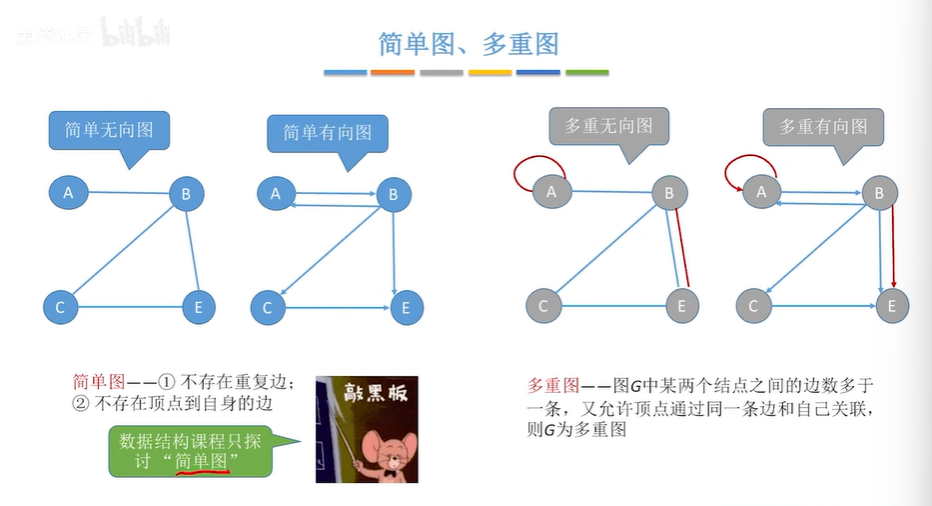 bilibili
简单图、多重图
简单无向图
简单有向图
多重无向图
多重有向图
A
B
A
B
A
B
A
B
C
E
C
E
C
E
C
E
简单图——① 不存在重复边；
② 不存在顶点到自身的边
数据结构课程只探
讨“简单图”
敲黑版
多重图——图G中某两个结点之间的边数多于
一条，又允许顶点通过同一条边和自己关联，
则G为多重图